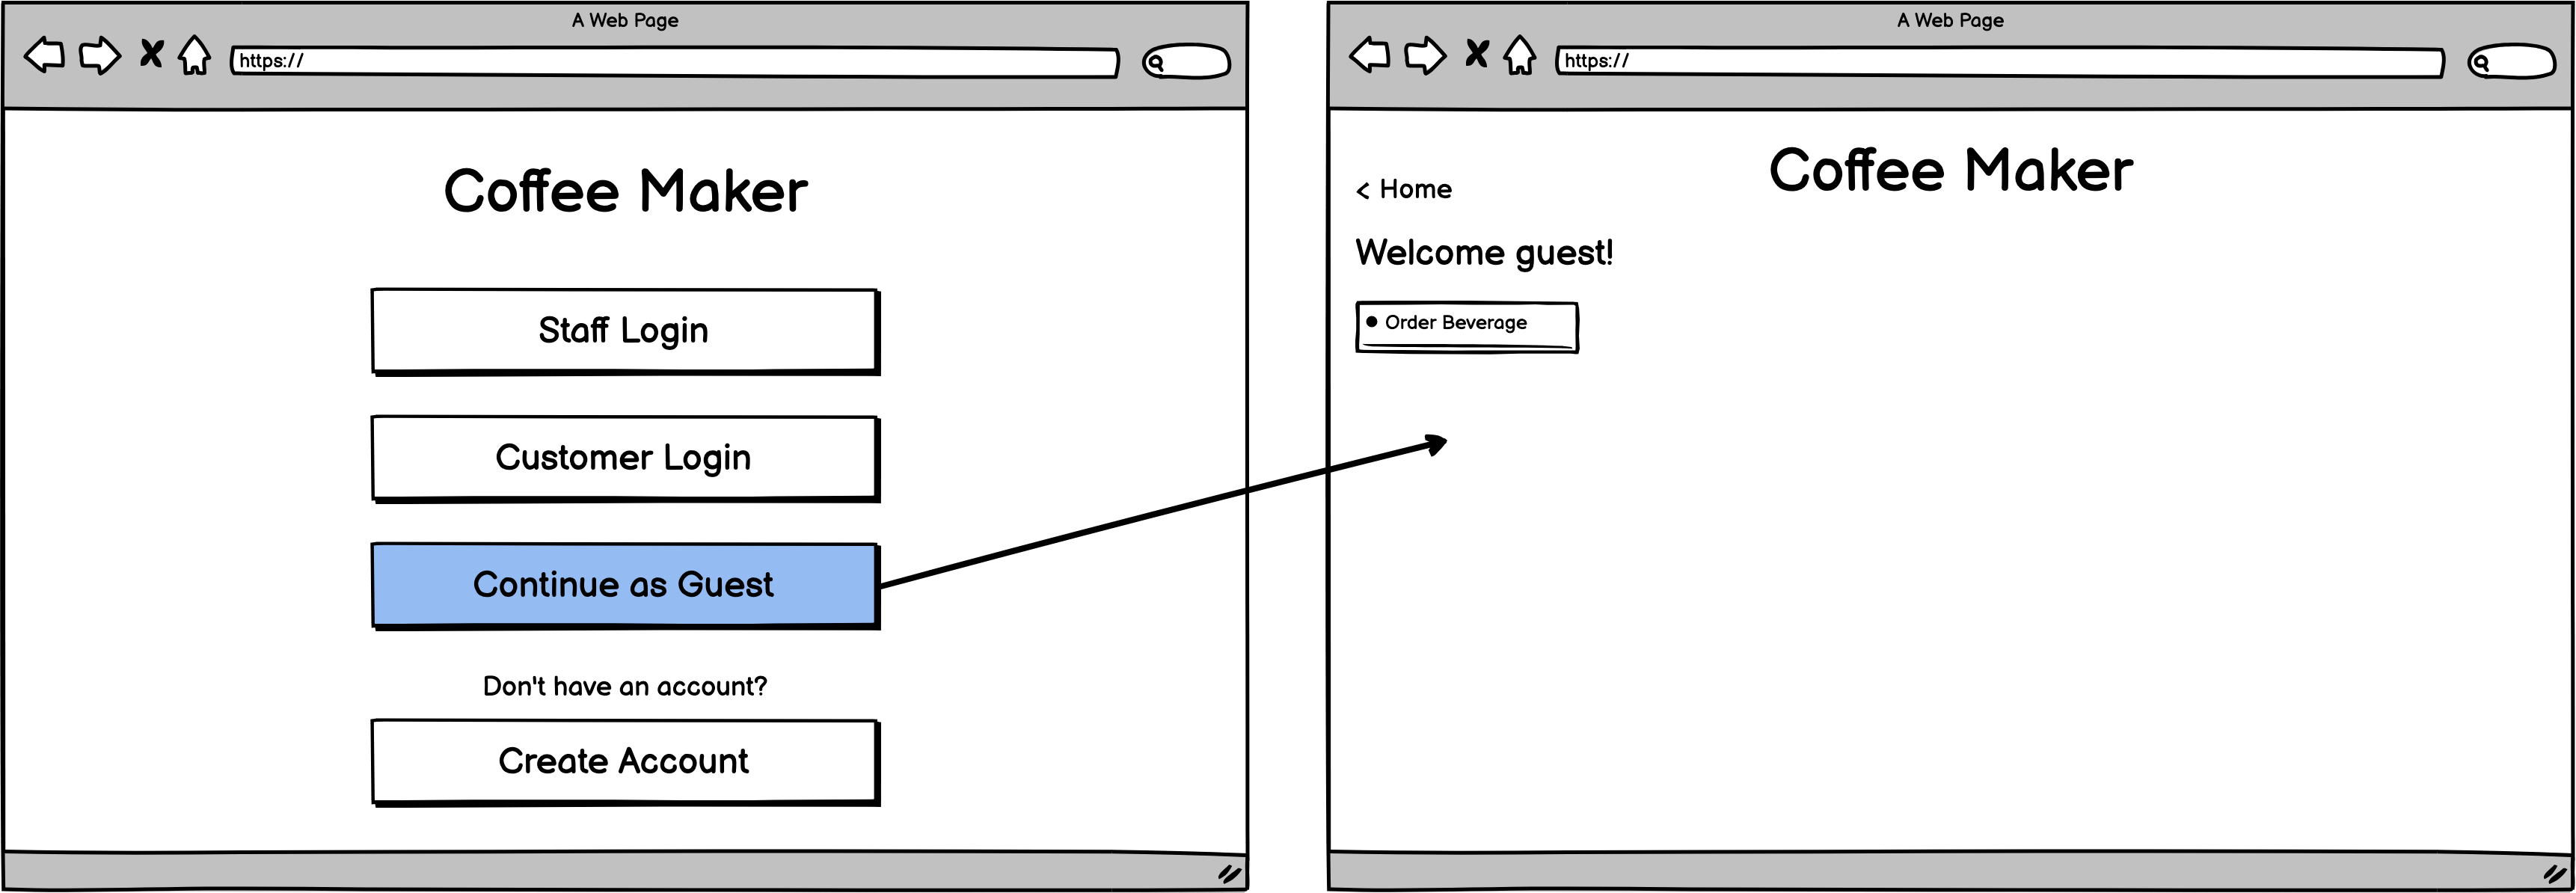 A Web Page
https://
Coffee Maker
Staff Login
Customer Login
Continue as Guest
Don't have an account?
Create Account
A Web Page
https://
Coffee Maker
< Home
Welcome guest!
Order Beverage